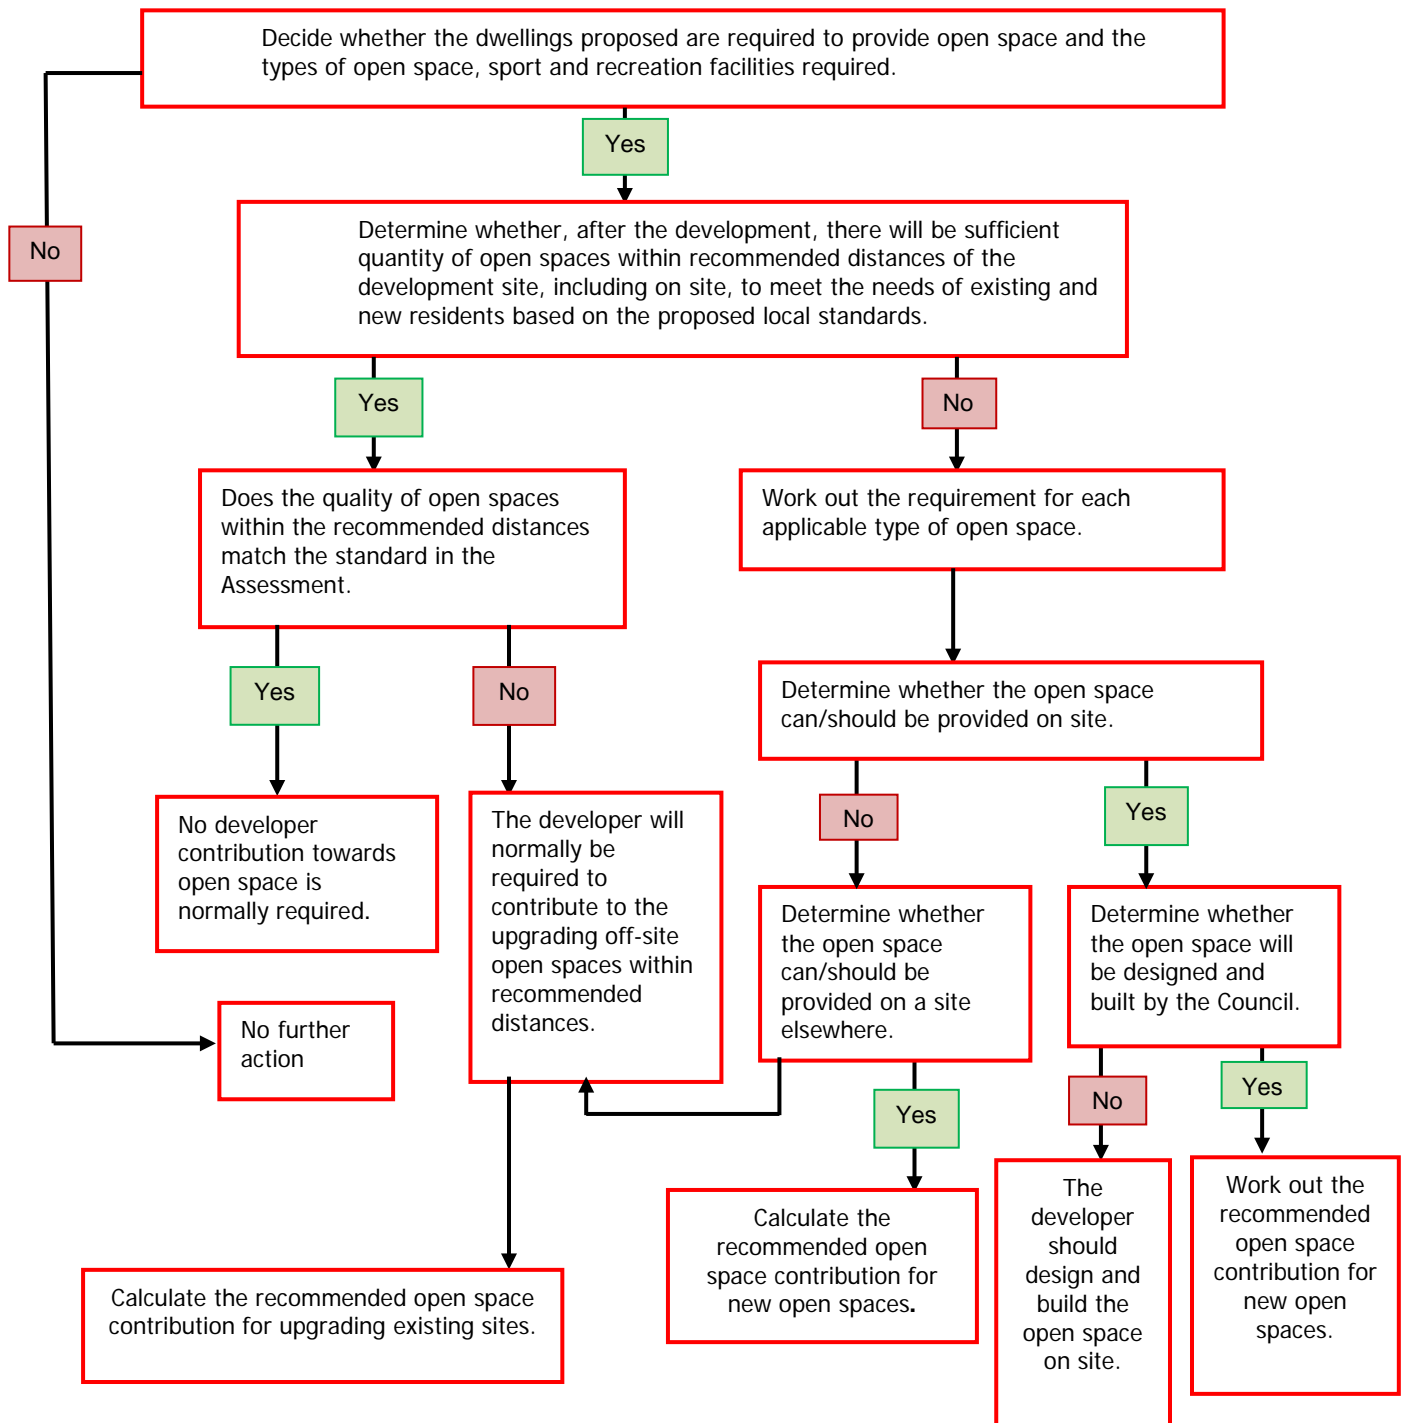 Decide whether the dwellings proposed are required to provide open space and the
types of open space, sport and recreation facilities required.
Yes
No
Determine whether, after the development, there will be sufficient
quantity of open spaces within recommended distances of the
development site, including on site, to meet the needs of existing and
new residents based on the proposed local standards.
Yes
No
Does the quality of open spaces
within the recommended distances
match the standard in the
Assessment.
Work out the requirement for each
applicable type of open space.
Yes
No
Determine whether the open space
can/should be provided on site.
No
Yes
No developer
contribution towards
open space is
normally required.
The developer will
normally be
required to
contribute to the
upgrading off-site
open spaces within
recommended
distances.
Determine whether
the open space
can/should be
provided on a site
elsewhere.
Determine whether
the open space will
be designed and
built by the Council.
No further
action
Yes
No
Yes
Calculate the
recommended open
space contribution for
new open spaces.
The
developer
should
design and
build the
open space
on site.
Work out the
recommended
open space
contribution for
new open
spaces.
Calculate the recommended open space
contribution for upgrading existing sites.